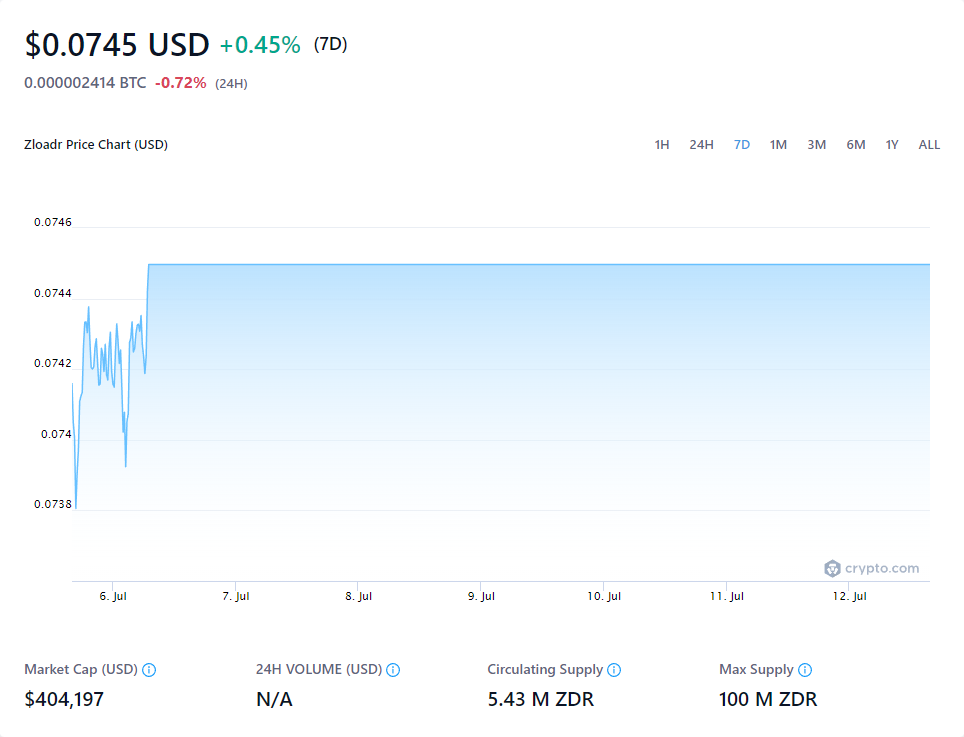 $0.0745 USD +0.45% (7D)
0.000002414 BTC -0.72% (24H)
Zloadr Price Chart (USD) 1H 24H 7D 1M 3M 6M 1Y ALL
0.0746
0.0744
0.0742
0.074
0.0738
crypto.com
6. Jul 7. Jul 8. Jul 9. Jul 10. Jul 11. Jul 12. Jul
Market Cap (USD) 24H VOLUME (USD) Circulating Supply Max Supply
$404,197 N/A 5.43 M ZDR 100 M ZDR